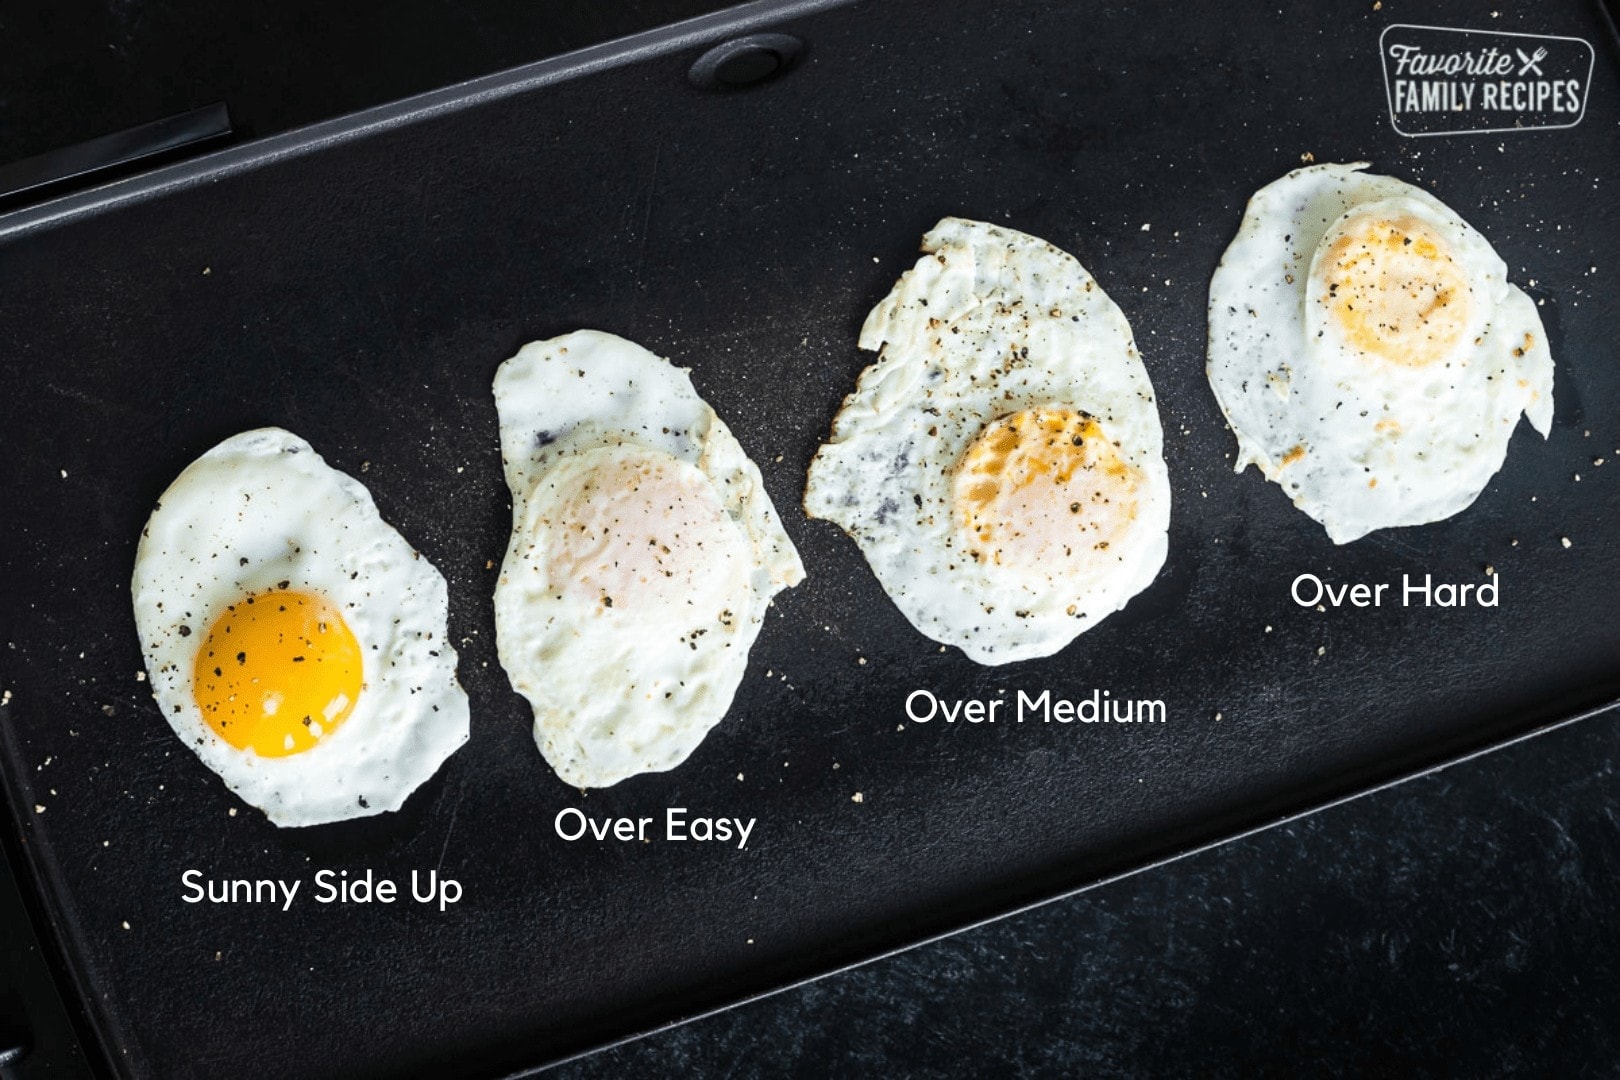 Favorite
FAMILY RECIPES
Over Hard
Over Medium
Over Easy
Sunny Side Up